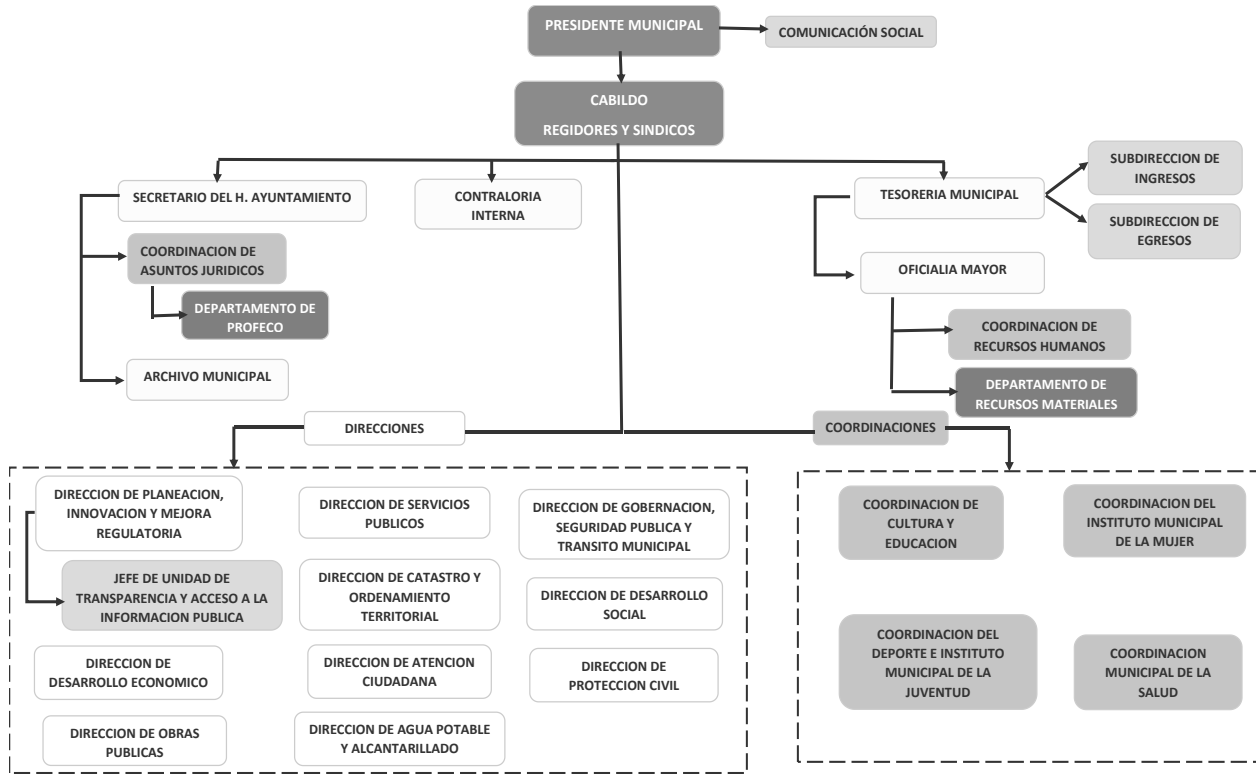 PRESIDENTE MUNICIPAL
COMUNICACIÓN SOCIAL
CABILDO
REGIDORES Y SINDICOS
SECRETARIO DEL H. AYUNTAMIENTO
CONTRALORIA
INTERNA
TESORERIA MUNICIPAL
SUBDIRECCION DE
INGRESOS
SUBDIRECCION DE
EGRESOS
COORDINACION DE
ASUNTOS JURIDICOS
DEPARTAMENTO DE
PROFECO
ARCHIVO MUNICIPAL
OFICIALIA MAYOR
COORDINACION DE
RECURSOS HUMANOS
DEPARTAMENTO DE
RECURSOS MATERIALES
DIRECCIONES
COORDINACIONES
DIRECCION DE PLANEACION,
INNOVACION Y MEJORA
REGULATORIA
DIRECCION DE SERVICIOS
PUBLICOS
DIRECCION DE GOBERNACION,
SEGURIDAD PUBLICA Y
TRANSITO MUNICIPAL
JEFE DE UNIDAD DE
TRANSPARENCIA Y ACCESO A LA
INFORMACION PUBLICA
DIRECCION DE CATASTRO Y
ORDENAMIENTO
TERRITORIAL
DIRECCION DE DESARROLLO
SOCIAL
DIRECCION DE
DESARROLLO ECONOMICO
DIRECCION DE ATENCION
CIUDADANA
DIRECCION DE
PROTECCION CIVIL
DIRECCION DE OBRAS
PUBLICAS
DIRECCION DE AGUA POTABLE
Y ALCANTARILLADO
COORDINACION DE
CULTURA Y
EDUCACION
COORDINACION DEL
INSTITUTO MUNICIPAL
DE LA MUJER
COORDINACION DEL
DEPORTE E INSTITUTO
MUNICIPAL DE LA
JUVENTUD
COORDINACION
MUNICIPAL DE LA
SALUD